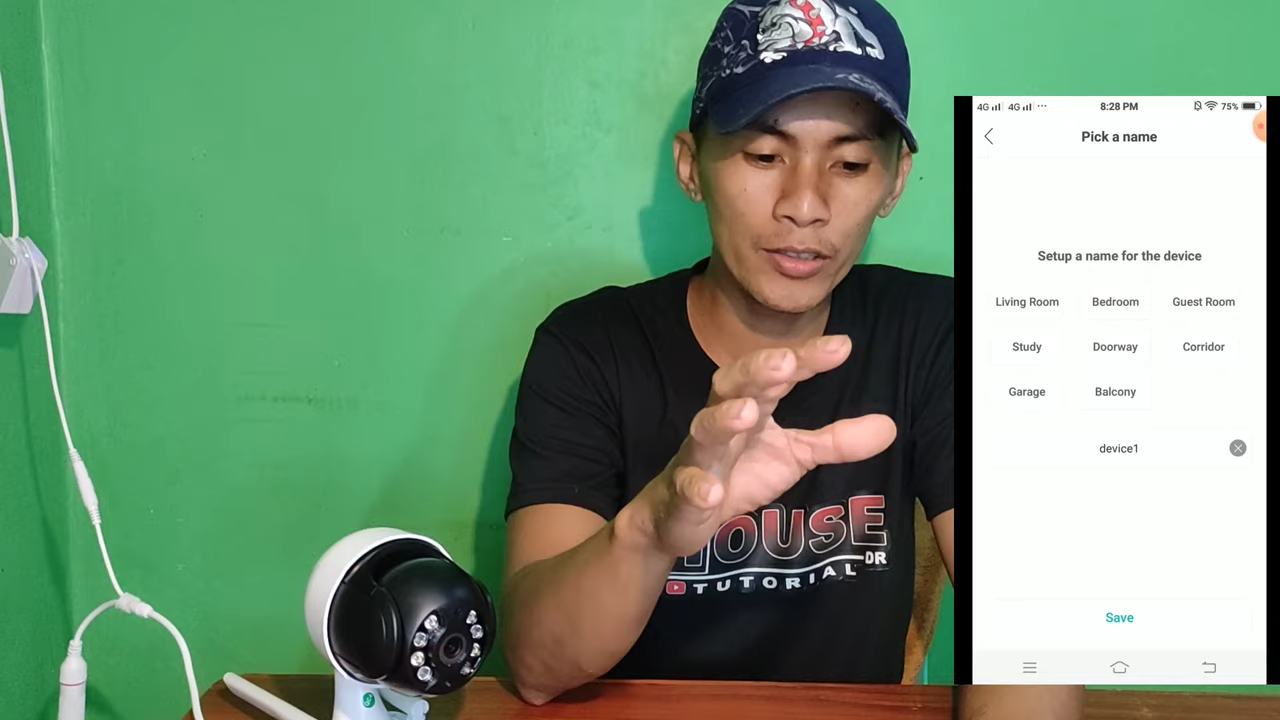 4G 4G ... 8:28 PM 75%
Pick a name
Setup a name for the device
Living Room Bedroom Guest Room
Study Doorway Corridor
Garage Balcony
device1
Save
HOUSE
DR
TUTORIAL